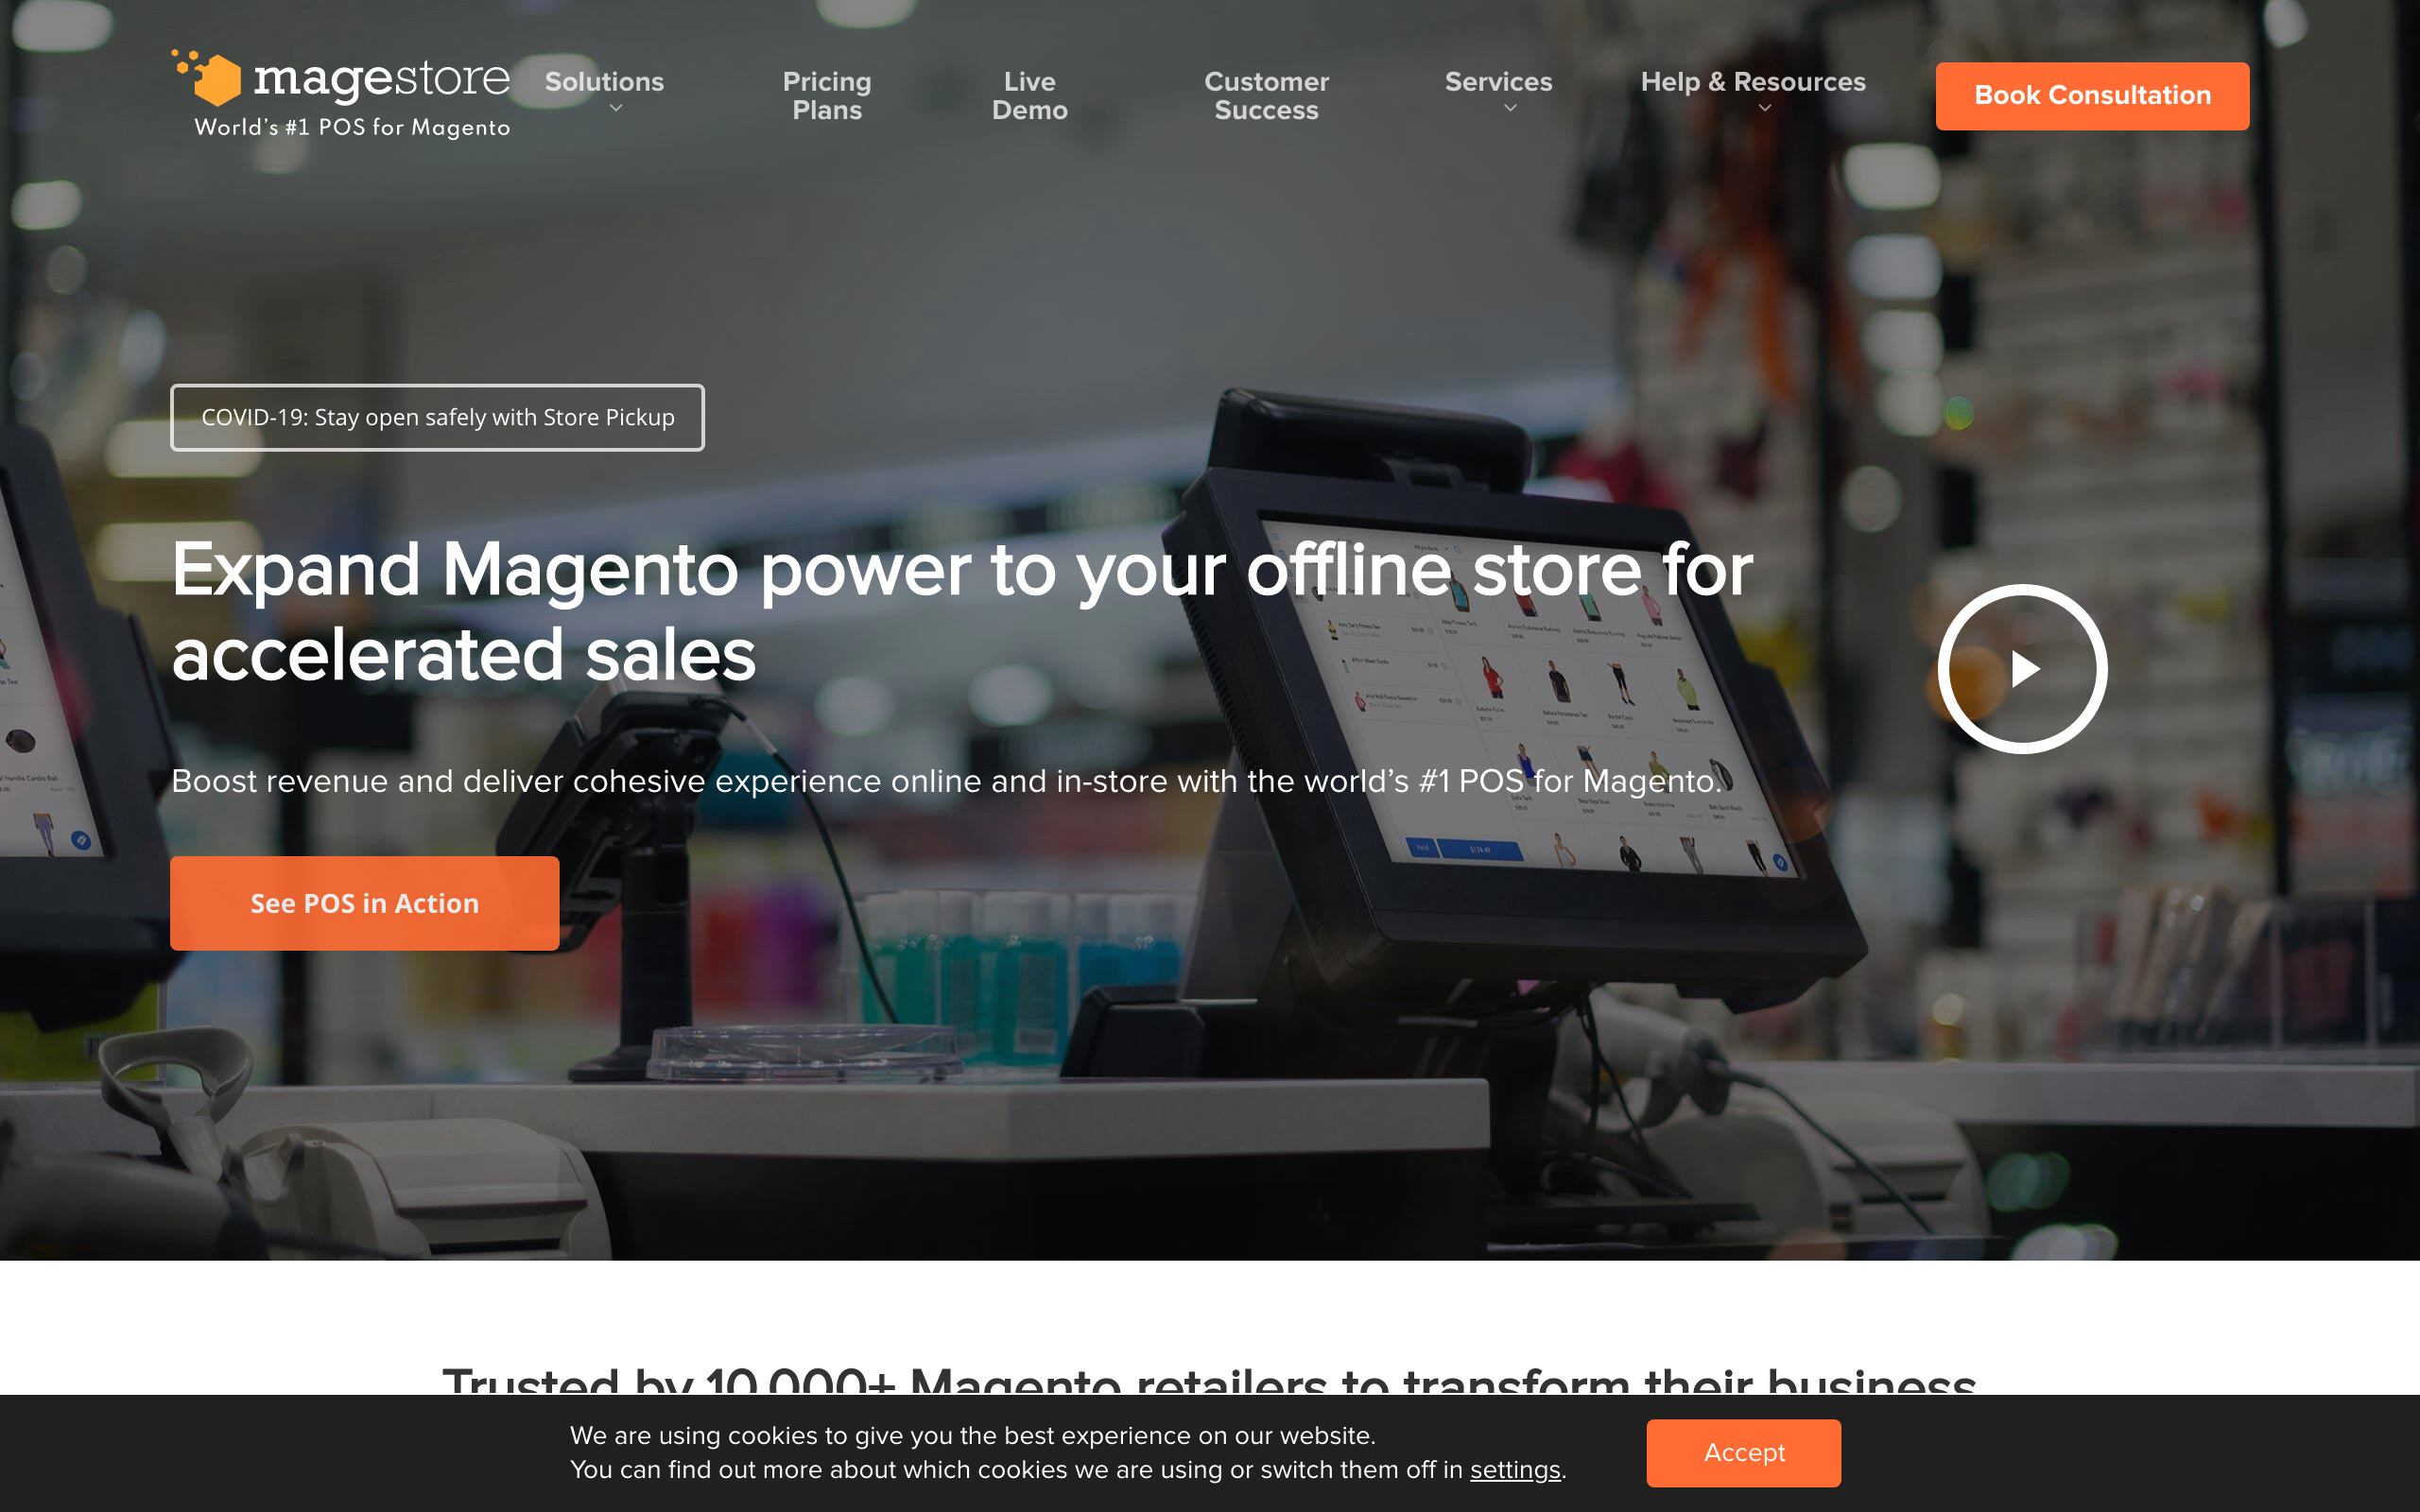 magestore
World's #1 POS for Magento
Solutions
Pricing
Plans
Live
Demo
Customer
Success
Services
Help & Resources
Book Consultation
COVID-19: Stay open safely with Store Pickup
Expand Magento power to your offline store for
accelerated sales
Boost revenue and deliver cohesive experience online and in-store with the world's #1 POS for Magento.
See POS in Action
Trusted by 10,000+ Magento retailers to transform their business
We are using cookies to give you the best experience on our website.
You can find out more about which cookies we are using or switch them off in settings.
Accept